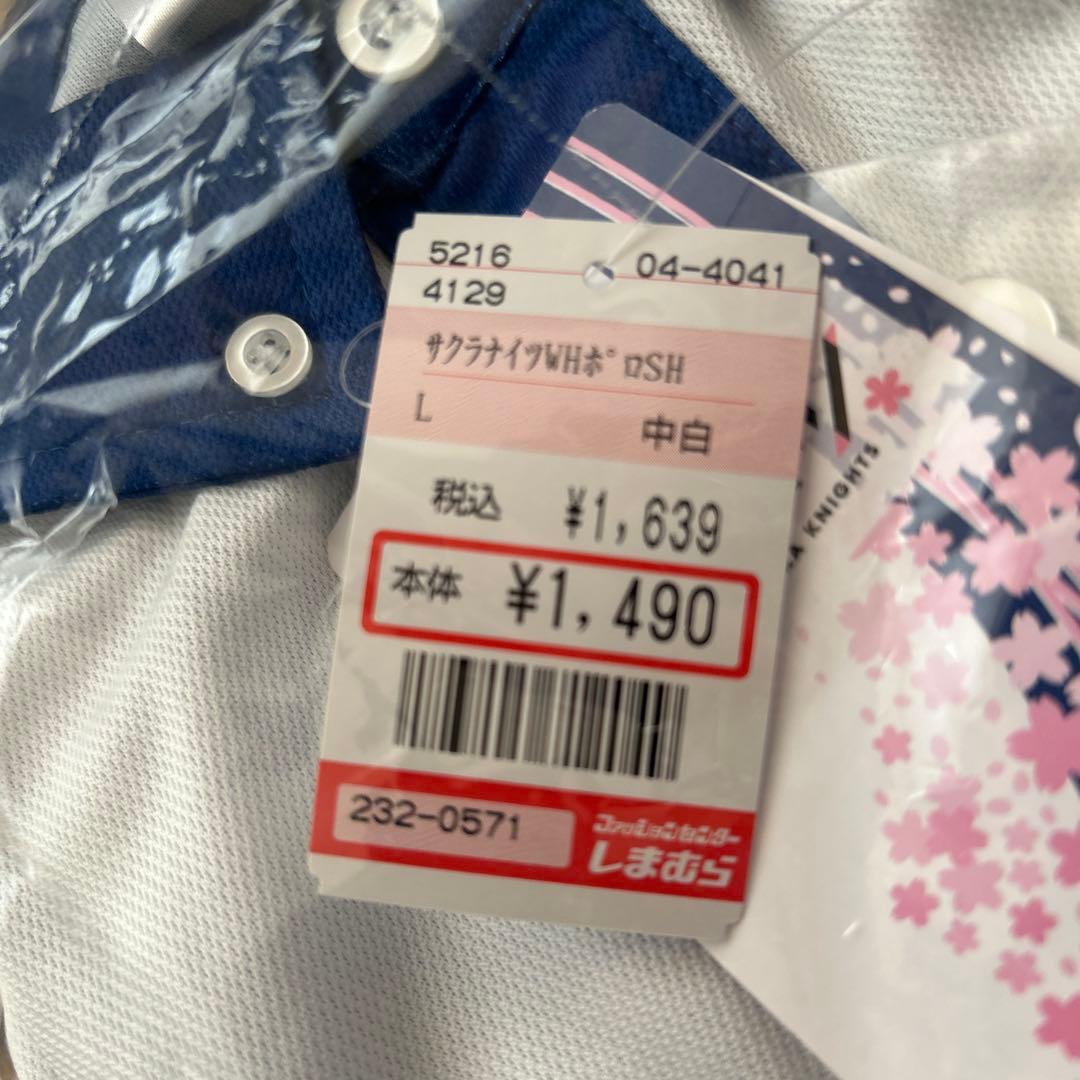 5216
04-4041
4129
ｻｸﾗﾅｲﾂWHﾎﾟﾛSH
L
中白
税込 ¥1,639
本体 ¥1,490
232-0571
ファッションセンター
しまむら
KNIGHTS